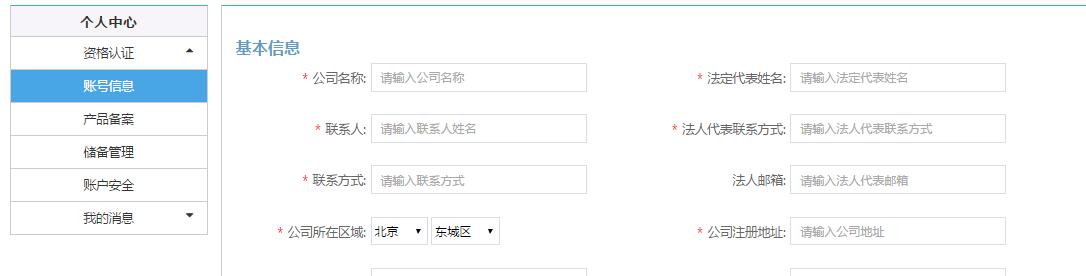 个人中心
资格认证
账号信息
产品备案
储备管理
账户安全
我的消息
基本信息
* 公司名称: 请输入公司名称 * 法定代表姓名: 请输入法定代表姓名
* 联系人: 请输入联系人姓名 * 法人代表联系方式: 请输入法人代表联系方式
* 联系方式: 请输入联系方式 法人邮箱: 请输入法人代表邮箱
* 公司所在区域: 北京 东城区 * 公司注册地址: 请输入公司地址